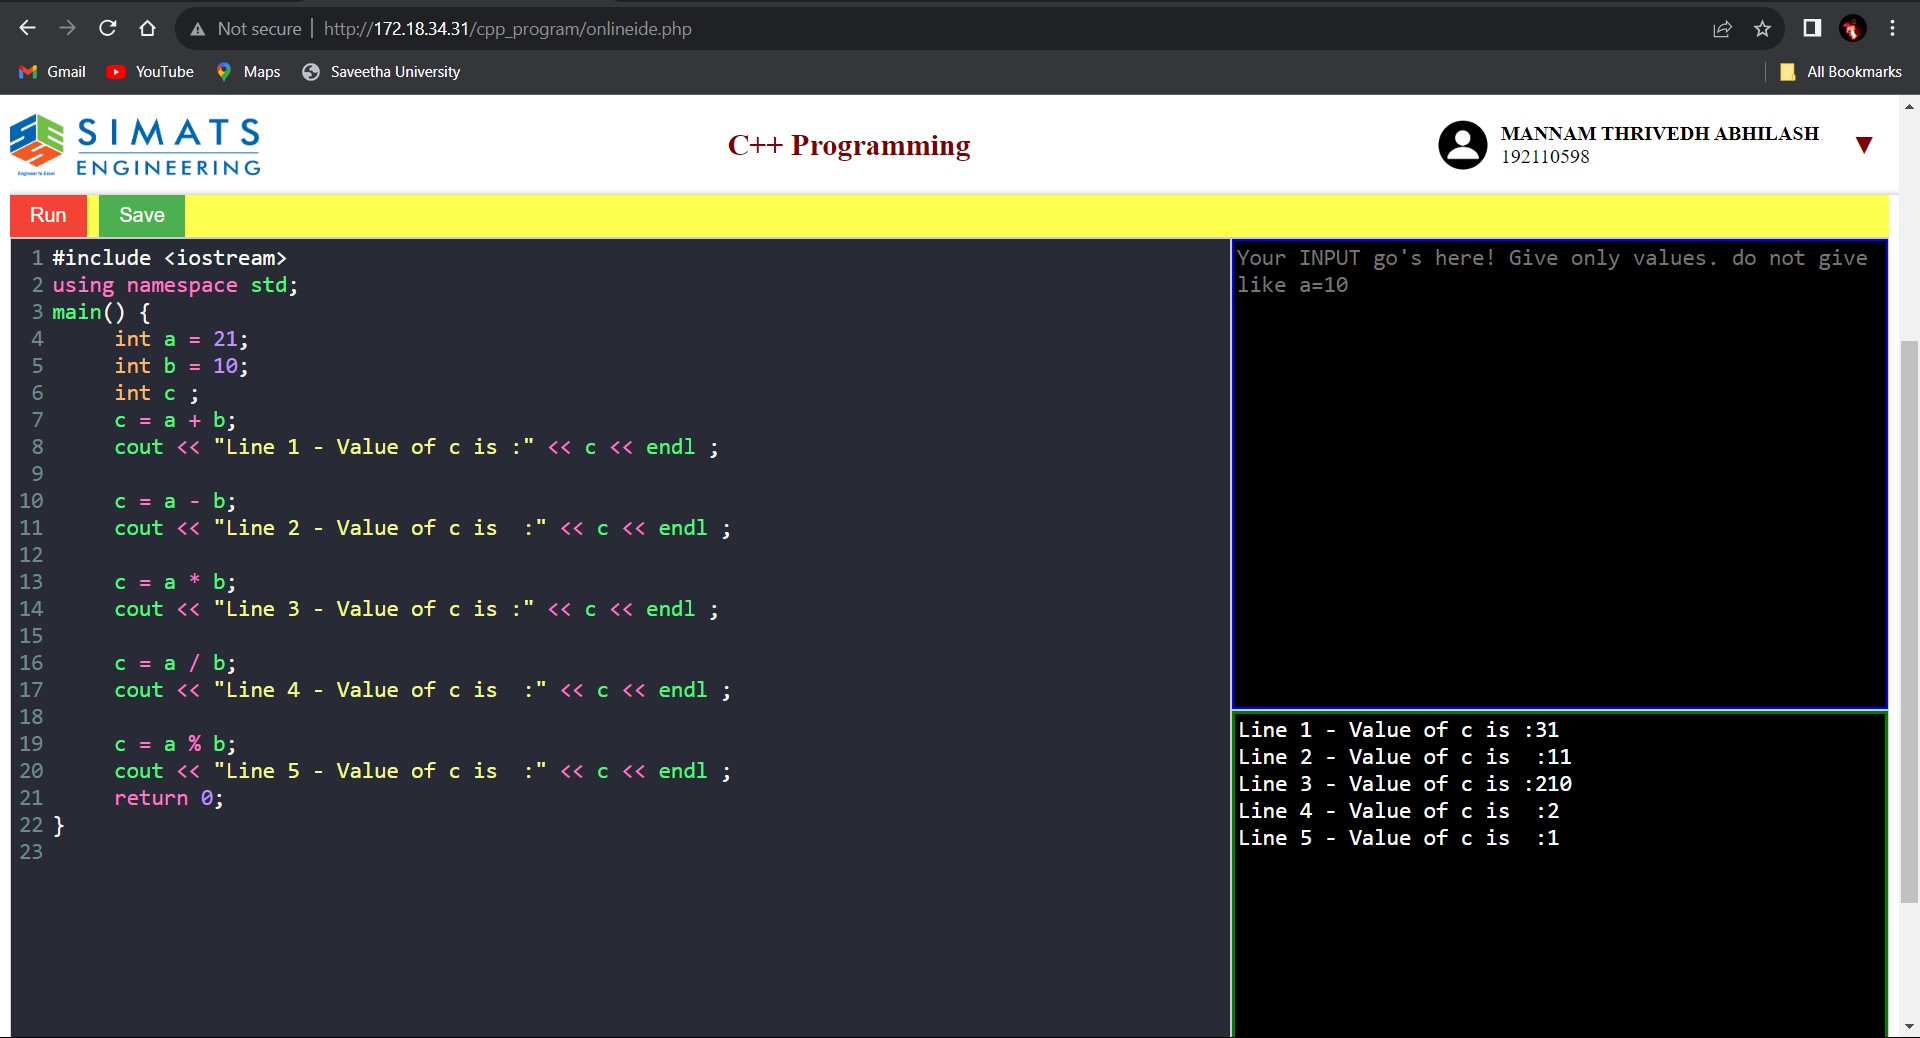 Not secure | http://172.18.34.31/cpp_program/onlineide.php
Gmail YouTube Maps Saveetha University All Bookmarks
SIMATS
ENGINEERING
Engineer to Excel
C++ Programming
MANNAM THRIVEDH ABHILASH
192110598
Run Save
1 #include <iostream>
2 using namespace std;
3 main() {
4      int a = 21;
5      int b = 10;
6      int c ;
7      c = a + b;
8      cout << "Line 1 - Value of c is :" << c << endl ;
9
10      c = a - b;
11      cout << "Line 2 - Value of c is  :" << c << endl ;
12
13      c = a * b;
14      cout << "Line 3 - Value of c is :" << c << endl ;
15
16      c = a / b;
17      cout << "Line 4 - Value of c is  :" << c << endl ;
18
19      c = a % b;
20      cout << "Line 5 - Value of c is  :" << c << endl ;
21      return 0;
22 }
23
Your INPUT go's here! Give only values. do not give
like a=10
Line 1 - Value of c is :31
Line 2 - Value of c is  :11
Line 3 - Value of c is :210
Line 4 - Value of c is  :2
Line 5 - Value of c is  :1